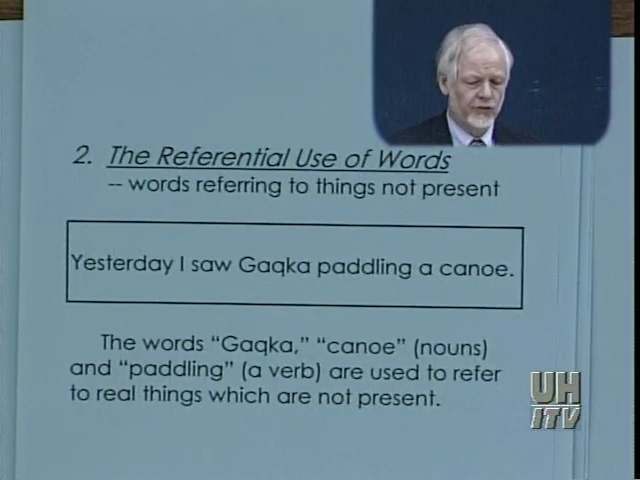 2. The Referential Use of Words
-- words referring to things not present
Yesterday I saw Gaqka paddling a canoe.
The words “Gaqka,” “canoe” (nouns)
and “paddling” (a verb) are used to refer
to real things which are not present.
UH
ITV